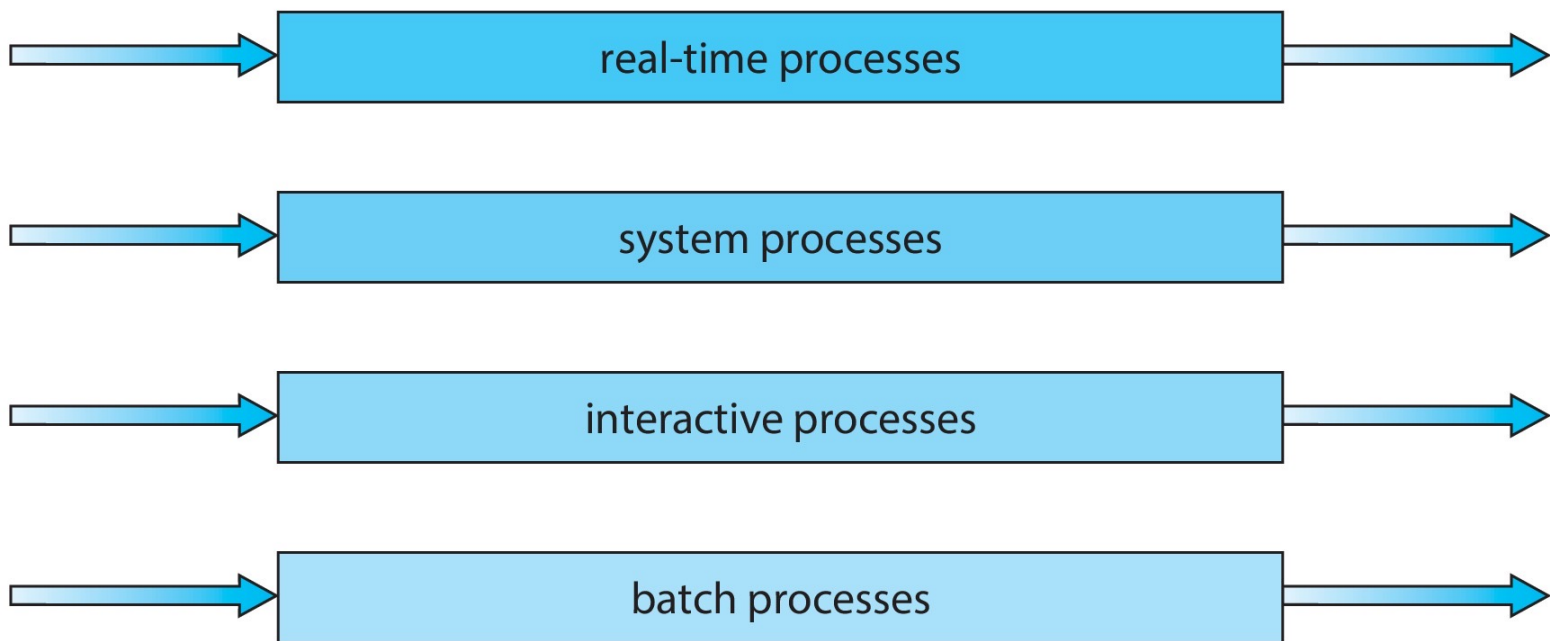 real-time processes
system processes
interactive processes
batch processes